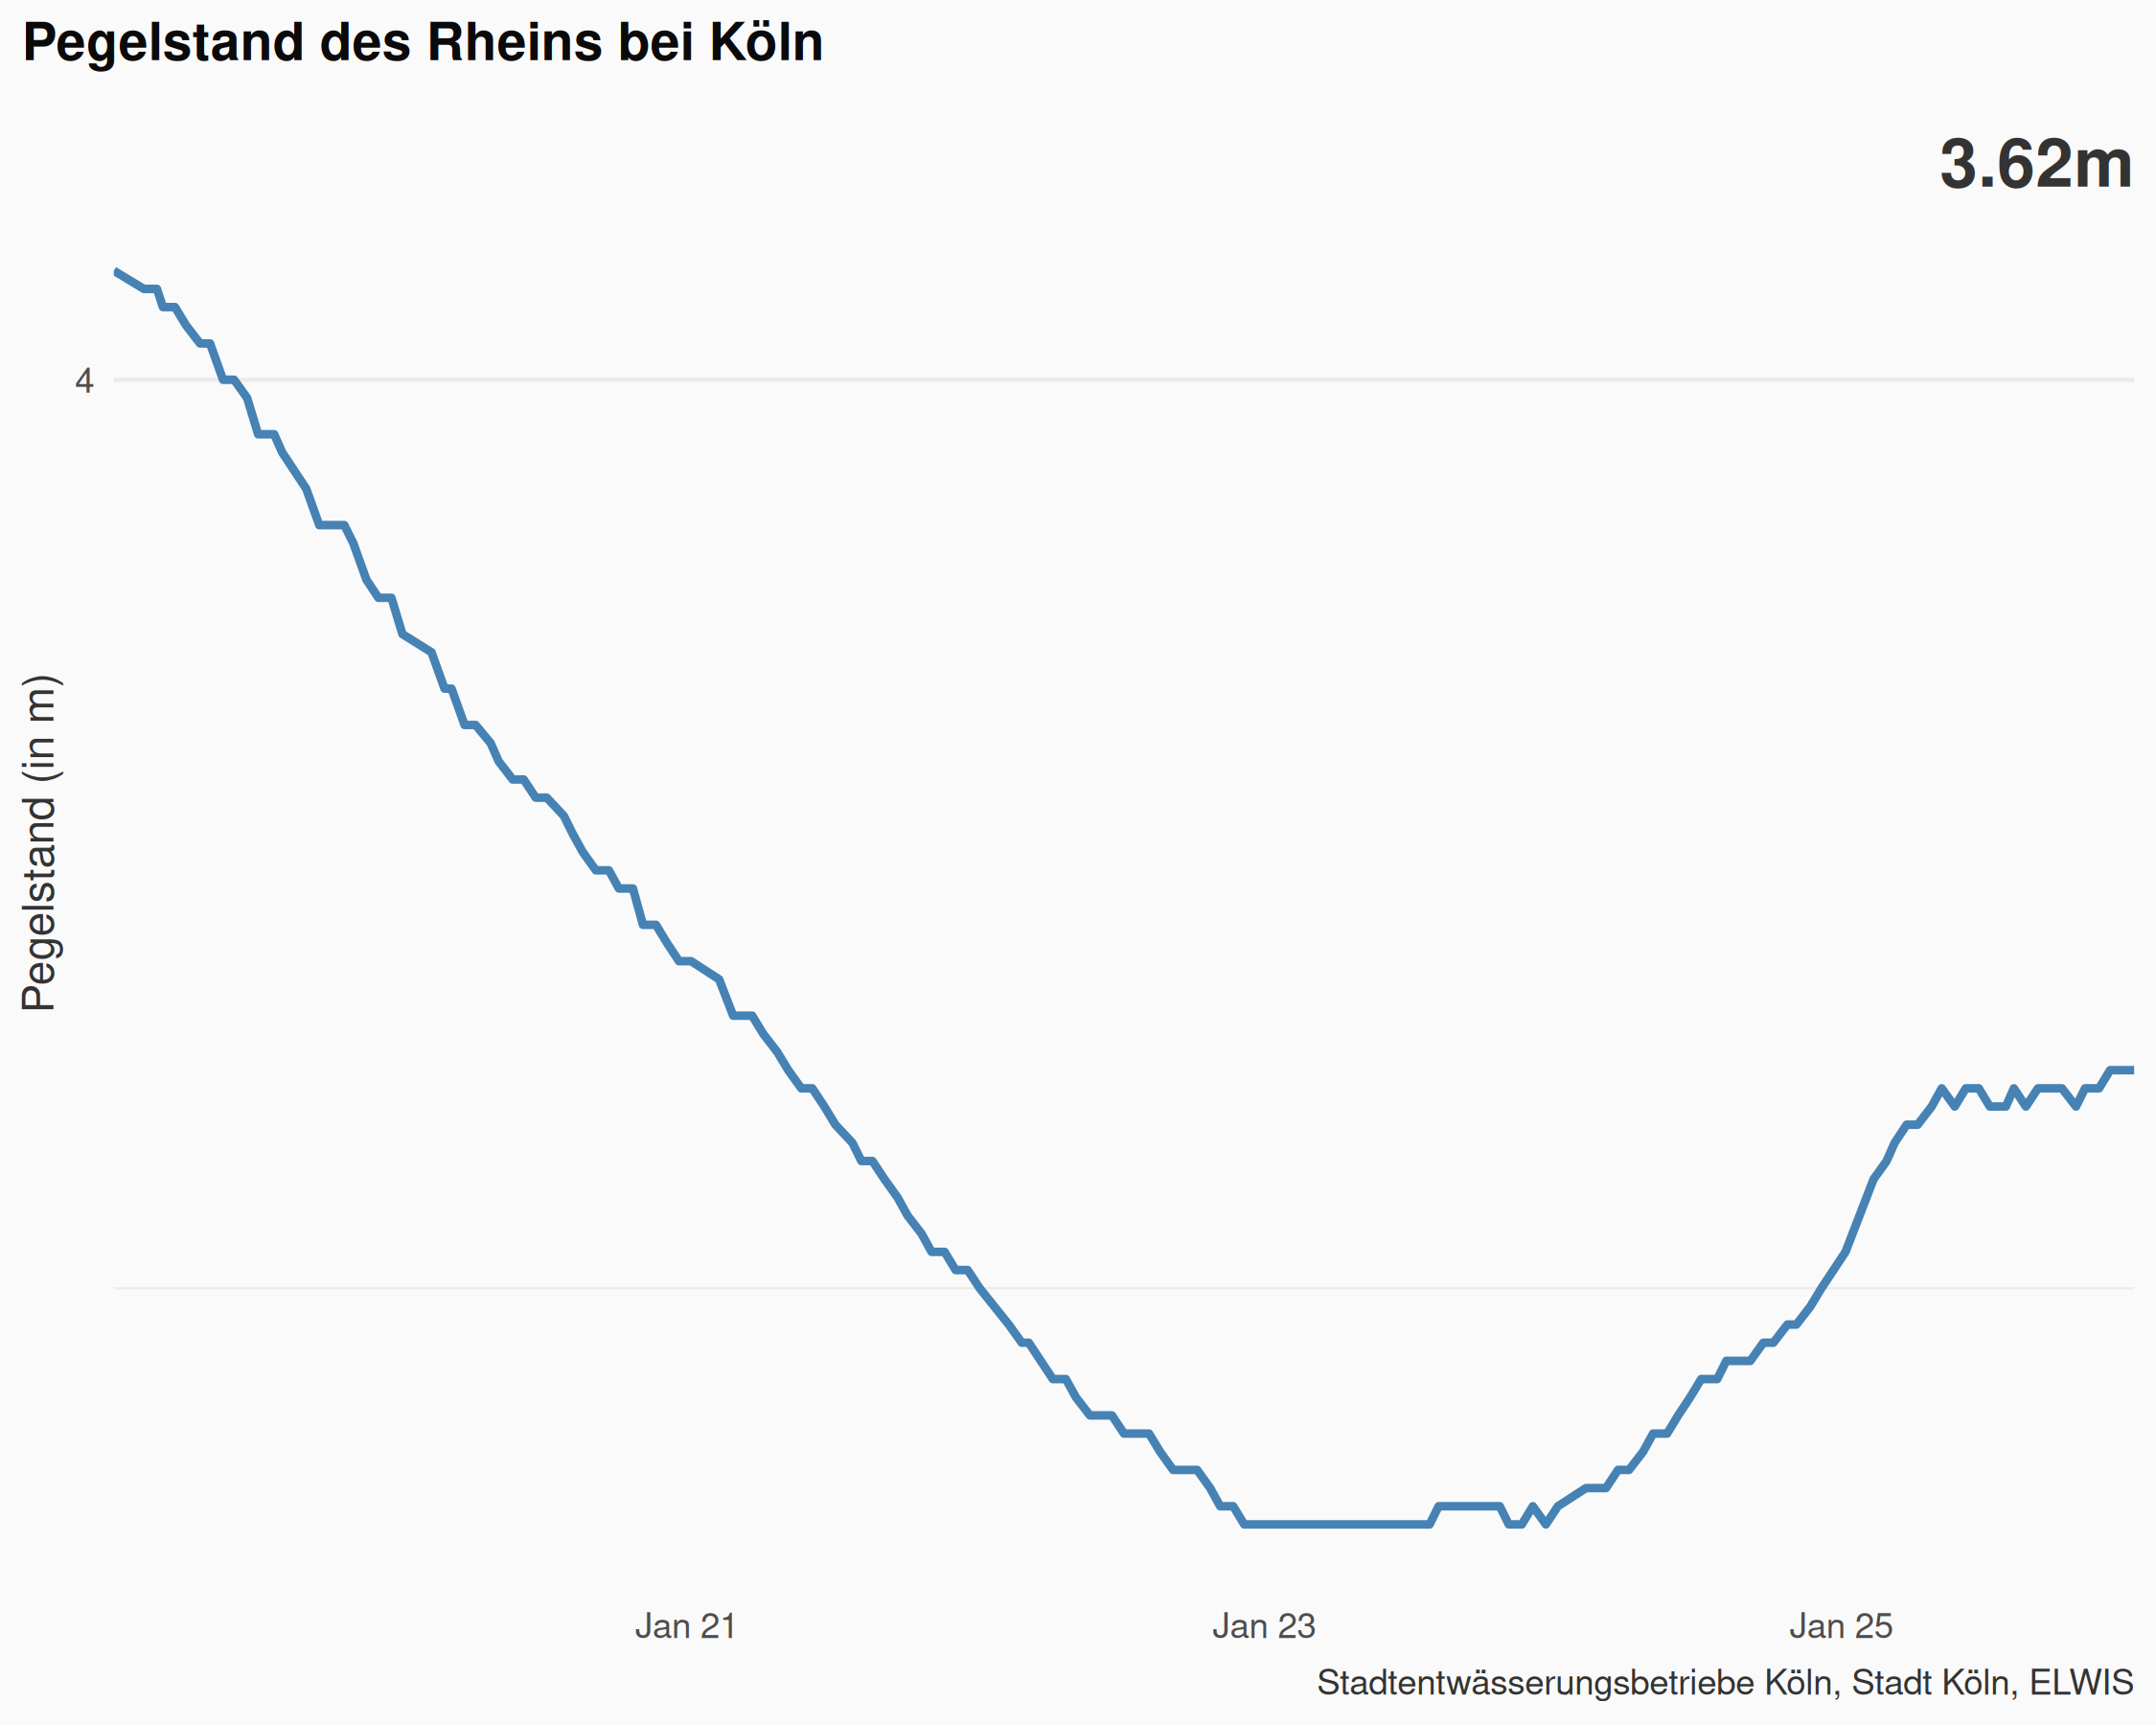 Pegelstand des Rheins bei Köln
3.62m
4
Pegelstand (in m)
Jan 21
Jan 23
Jan 25
Stadtentwässerungsbetriebe Köln, Stadt Köln, ELWIS